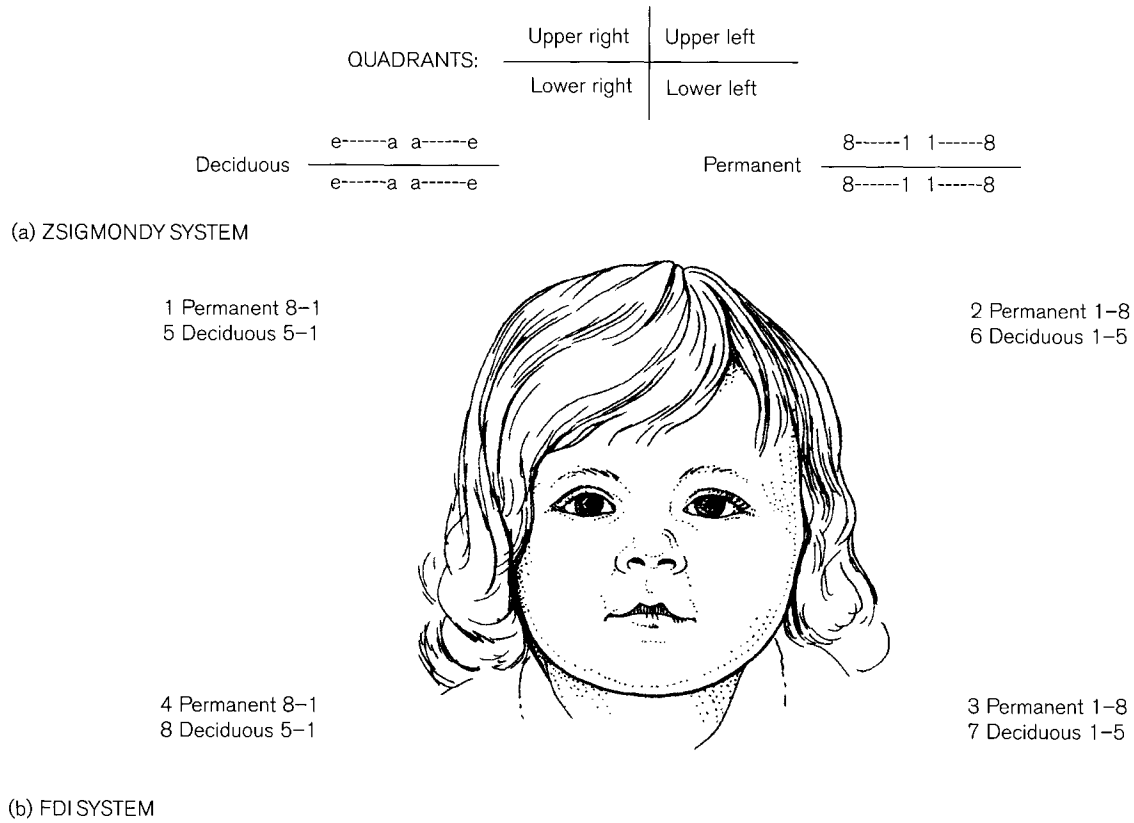 Upper right Upper left
QUADRANTS:
Lower right Lower left
e------a a------e
Deciduous
e------a a------e
8------1 1------8
Permanent
8------1 1------8
(a) ZSIGMONDY SYSTEM
1 Permanent 8–1
5 Deciduous 5–1
2 Permanent 1–8
6 Deciduous 1–5
4 Permanent 8–1
8 Deciduous 5–1
3 Permanent 1–8
7 Deciduous 1–5
(b) FDI SYSTEM